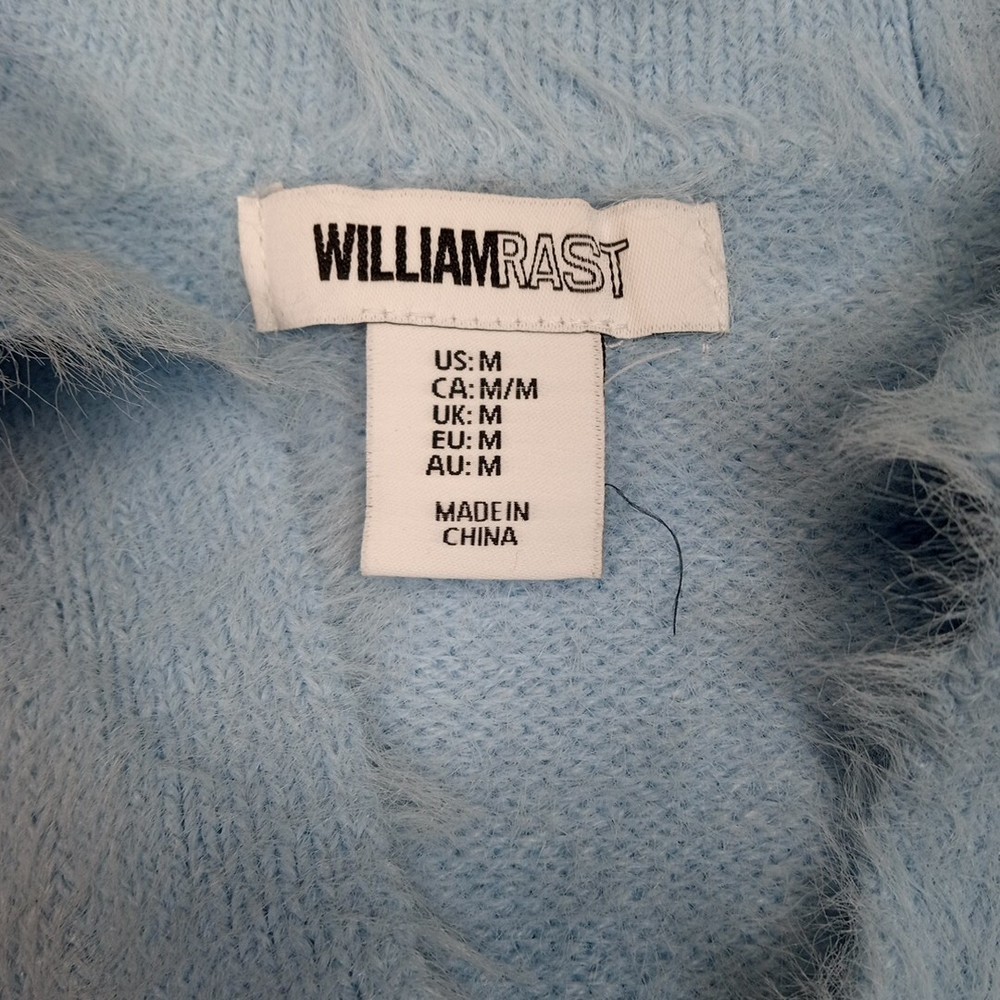 WILLIAMRAST
US: M
CA: M/M
UK: M
EU: M
AU: M
MADE IN
CHINA